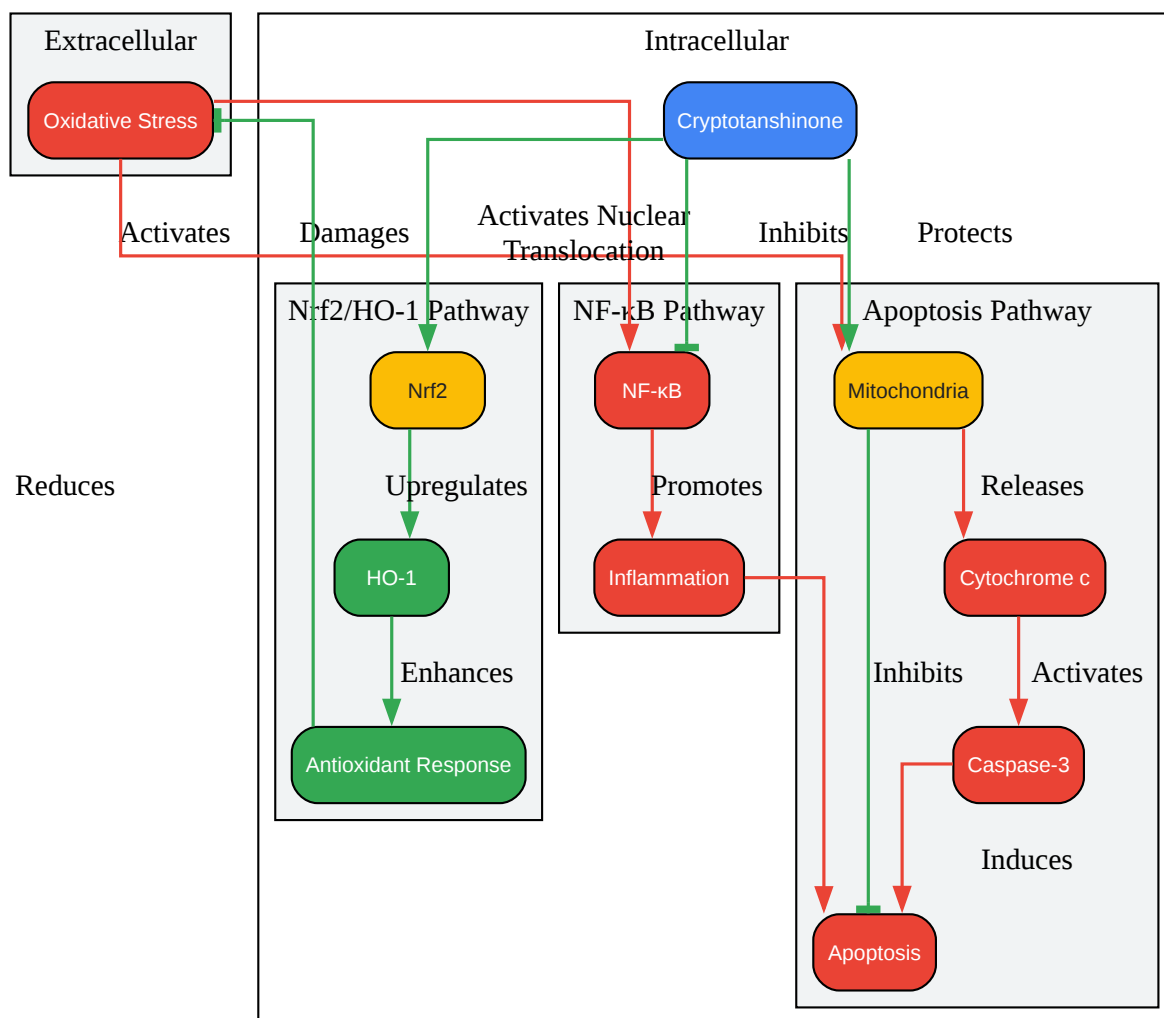 Extracellular
Intracellular
Oxidative Stress
Cryptotanshinone
Activates
Damages
Activates Nuclear
Translocation
Inhibits
Protects
Nrf2/HO-1 Pathway
NF-κB Pathway
Apoptosis Pathway
Nrf2
NF-κB
Mitochondria
Reduces
Upregulates
Promotes
Releases
HO-1
Inflammation
Cytochrome c
Enhances
Inhibits
Activates
Antioxidant Response
Caspase-3
Induces
Apoptosis